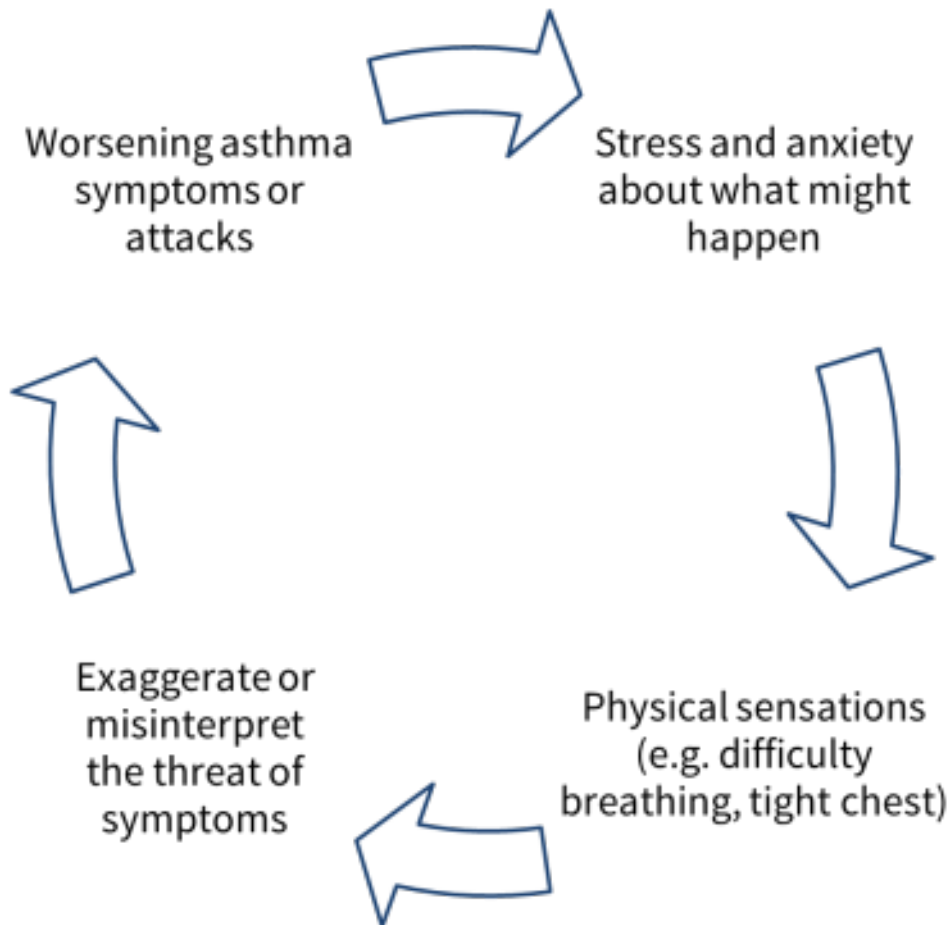 Worsening asthma
symptoms or
attacks
Stress and anxiety
about what might
happen
Physical sensations
(e.g. difficulty
breathing, tight chest)
Exaggerate or
misinterpret
the threat of
symptoms